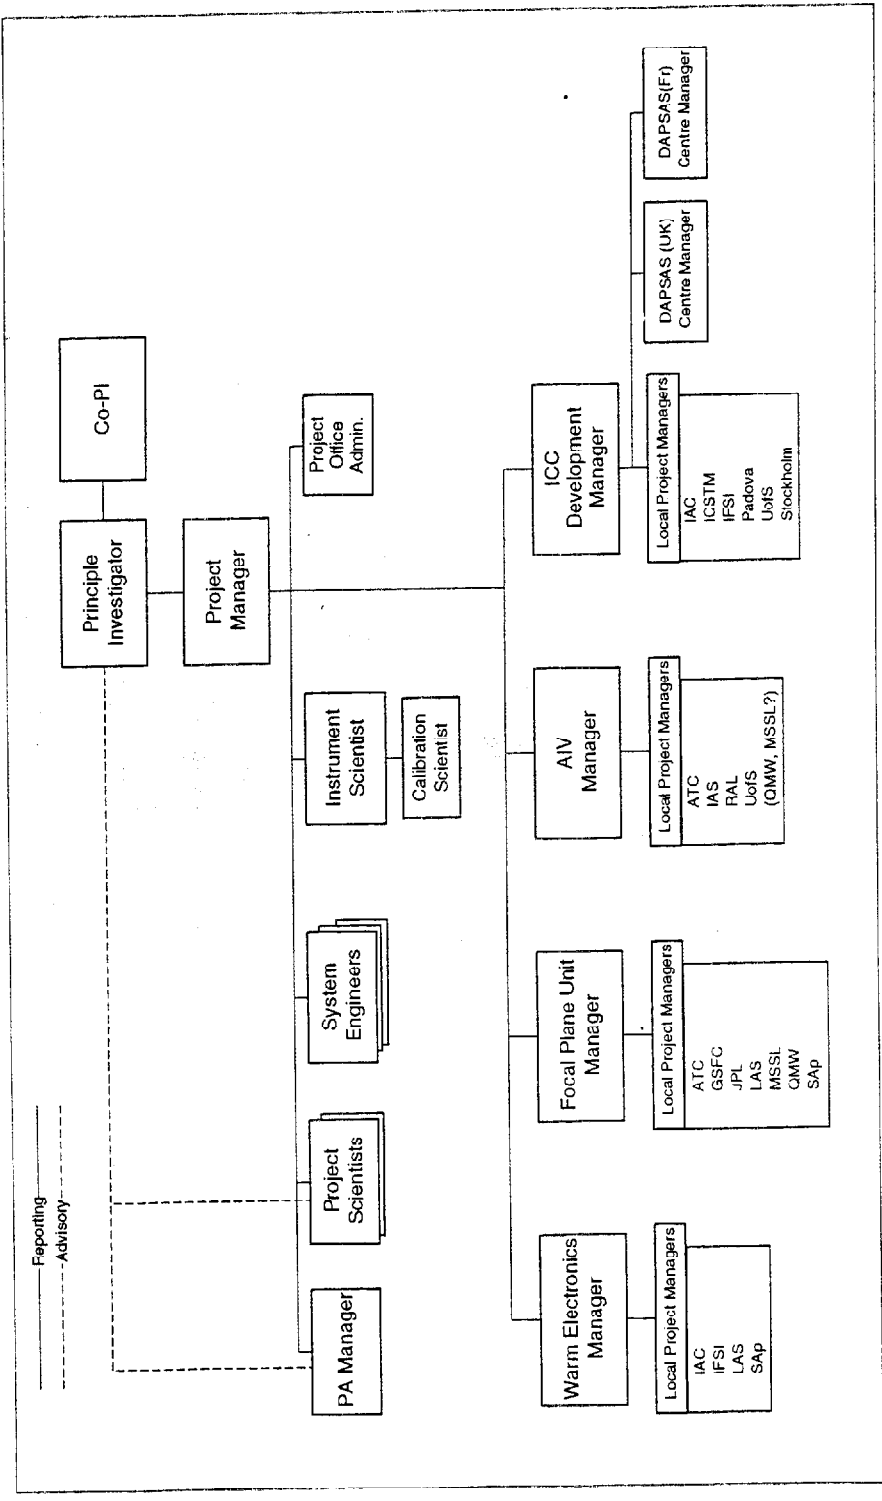 Reporting
Advisory
Principle
Investigator
Co-PI
Project
Manager
PA Manager
Project
Scientists
System
Engineers
Instrument
Scientist
Calibration
Scientist
Project
Office
Admin.
Warm Electronics
Manager
Local Project Managers
IAC
IFSI
LAS
SAp
Focal Plane Unit
Manager
Local Project Managers
ATC
GSFC
JPL
LAS
MSSL
QMW
SAp
AIV
Manager
Local Project Managers
ATC
IAS
RAL
UofS
(QMW, MSSL?)
ICC
Development
Manager
Local Project Managers
IAC
ICSTM
IFSI
Padova
UofS
Stockholm
DAPSAS (UK)
Centre Manager
DAPSAS(Fr)
Centre Manager